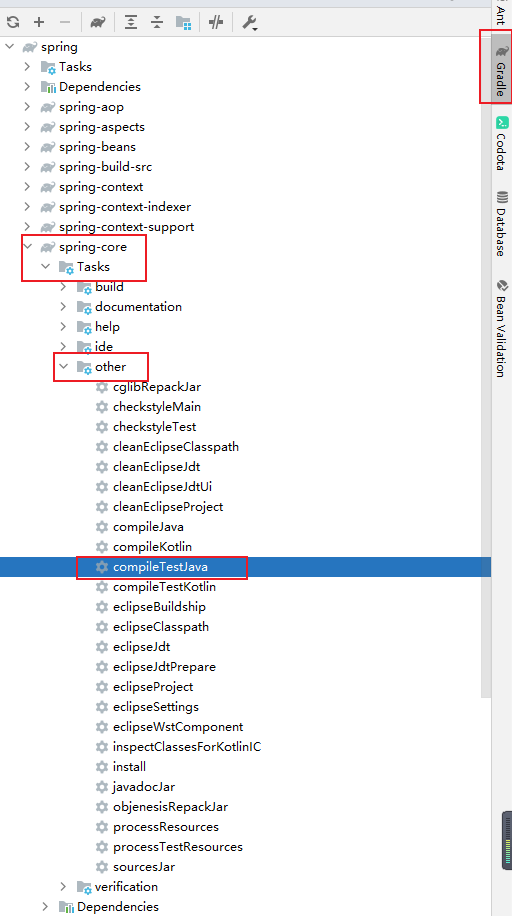 spring
Tasks
Dependencies
spring-aop
spring-aspects
spring-beans
spring-build-src
spring-context
spring-context-indexer
spring-context-support
spring-core
Tasks
build
documentation
help
ide
other
cglibRepackJar
checkstyleMain
checkstyleTest
cleanEclipseClasspath
cleanEclipseJdt
cleanEclipseJdtUi
cleanEclipseProject
compileJava
compileKotlin
compileTestJava
compileTestKotlin
eclipseBuildship
eclipseClasspath
eclipseJdt
eclipseJdtPrepare
eclipseProject
eclipseSettings
eclipseWstComponent
inspectClassesForKotlinIC
install
javadocJar
objenesisRepackJar
processResources
processTestResources
sourcesJar
verification
Dependencies
Ant
Gradle
Codota
Database
Bean Validation